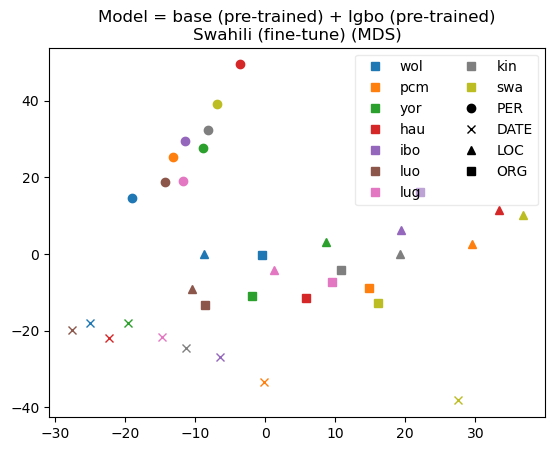 Model = base (pre-trained) + Igbo (pre-trained)
Swahili (fine-tune) (MDS)
wol
pcm
yor
hau
ibo
luo
lug
kin
swa
PER
DATE
LOC
ORG
40
20
0
−20
−40
−30
−20
−10
0
10
20
30